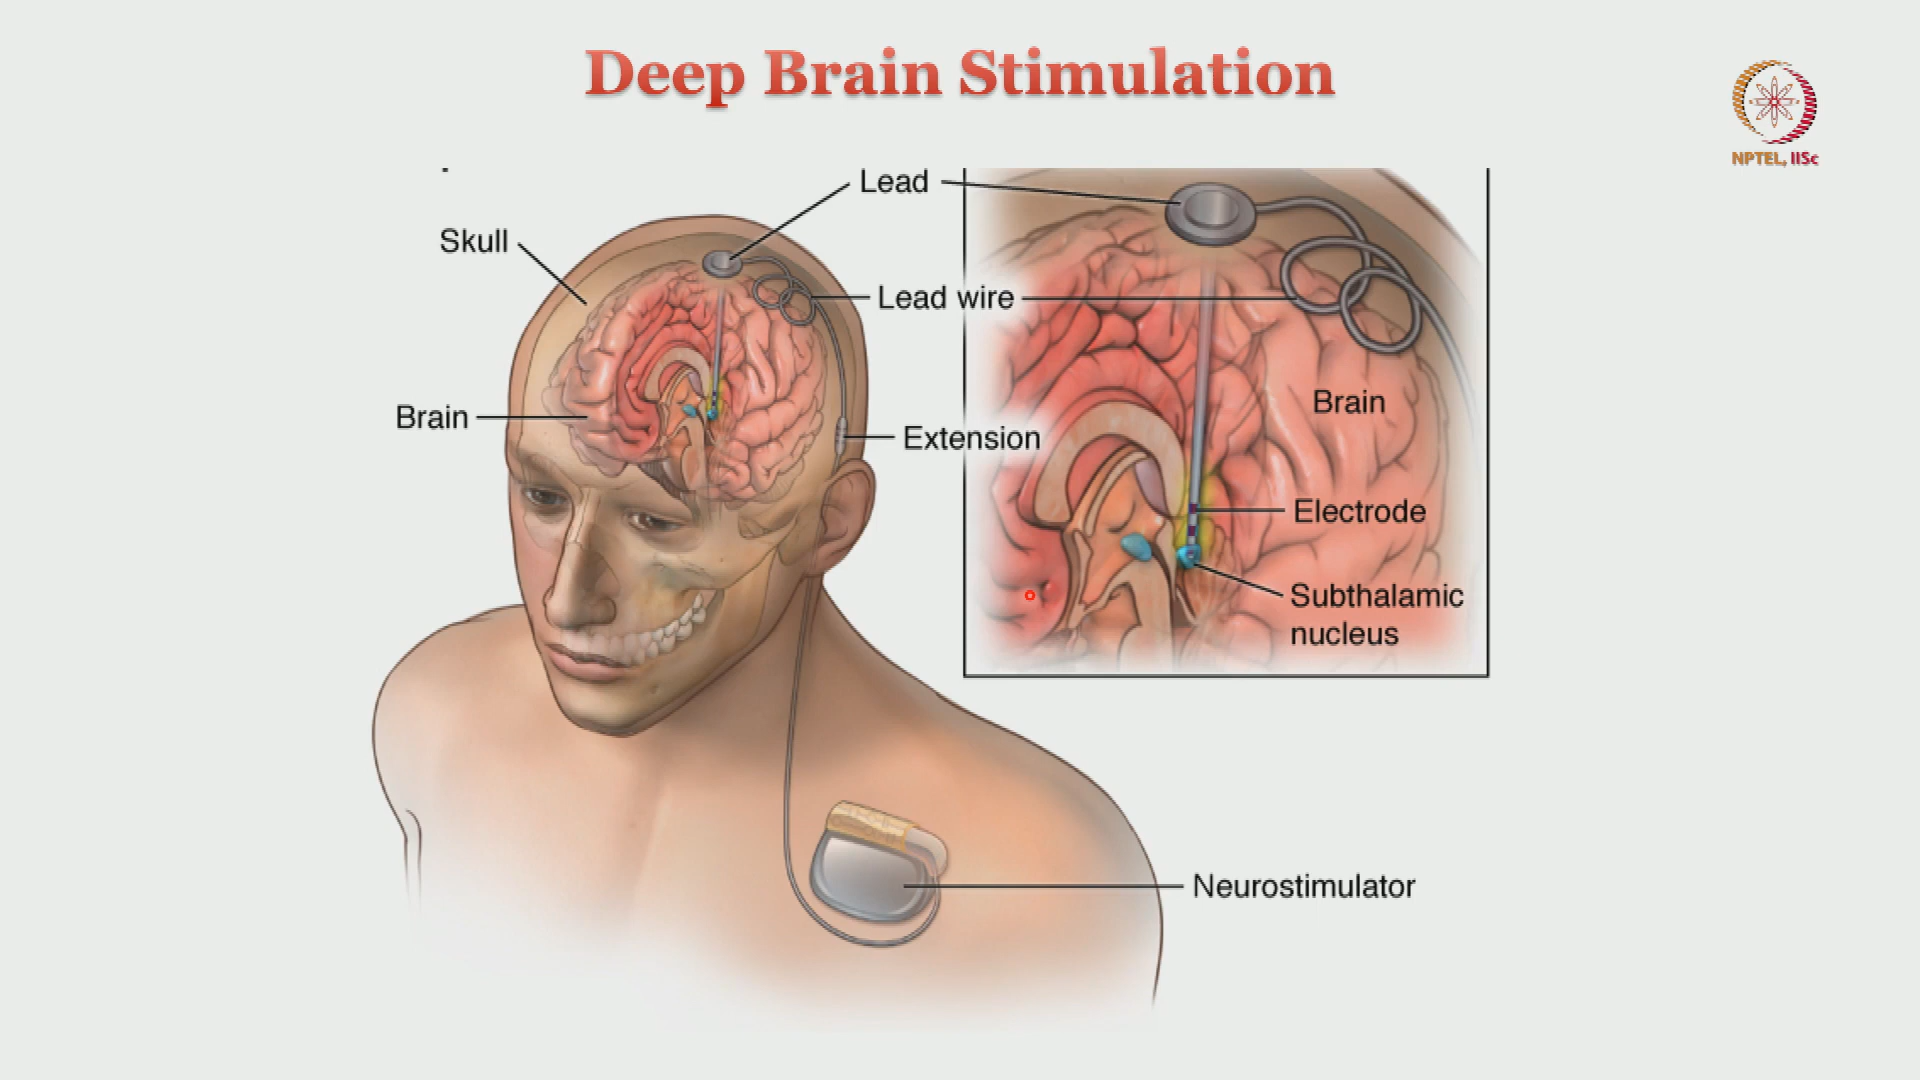 Deep Brain Stimulation
NPTEL, IISc
Lead
Skull
Lead wire
Brain
Brain
Extension
Electrode
Subthalamic
nucleus
Neurostimulator